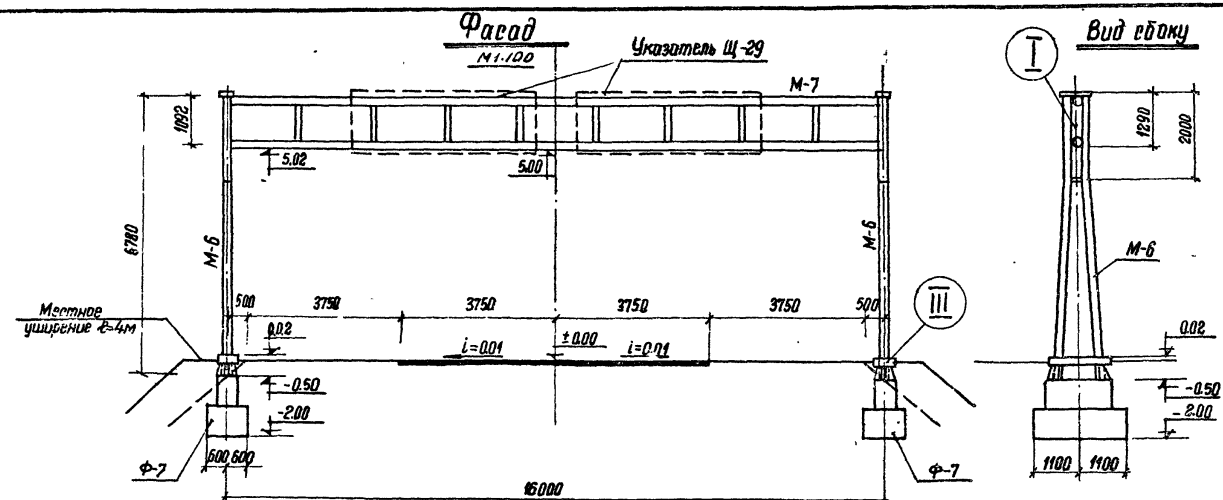 Фасад
М1:100
Указатель Щ-29
М-7
I
Вид сбоку
1092
6780
5.02
5.00
М-6
М-6
1290
2000
М-6
Местное
уширение ℓ=4м
500
3750
3750
3750
3750
500
III
0.02
± 0.00
i=0.01
i=0.01
0.02
-0.50
-2.00
-0.50
-2.00
600 600
Ф-7
Ф-7
1100
1100
16000